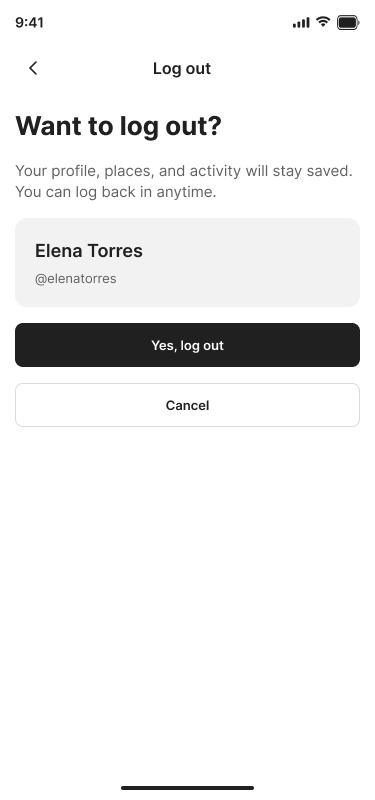 9:41
Log out
Want to log out?
Your profile, places, and activity will stay saved.
You can log back in anytime.
Elena Torres
@elenatorres
Yes, log out
Cancel